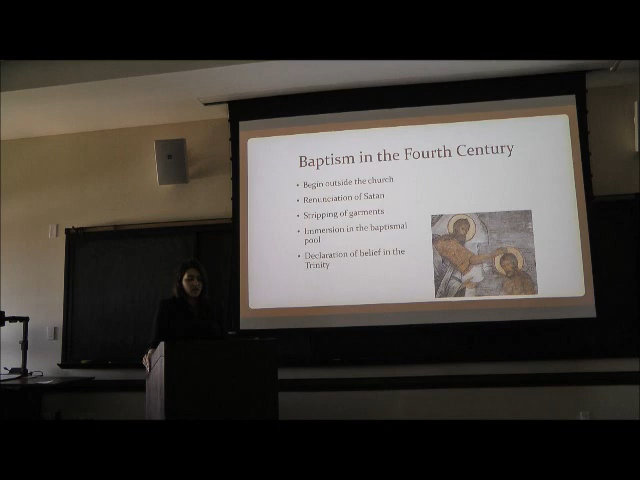 Baptism in the Fourth Century
• Begin outside the church
• Renunciation of Satan
• Stripping of garments
• Immersion in the baptismal
pool
• Declaration of belief in the
Trinity